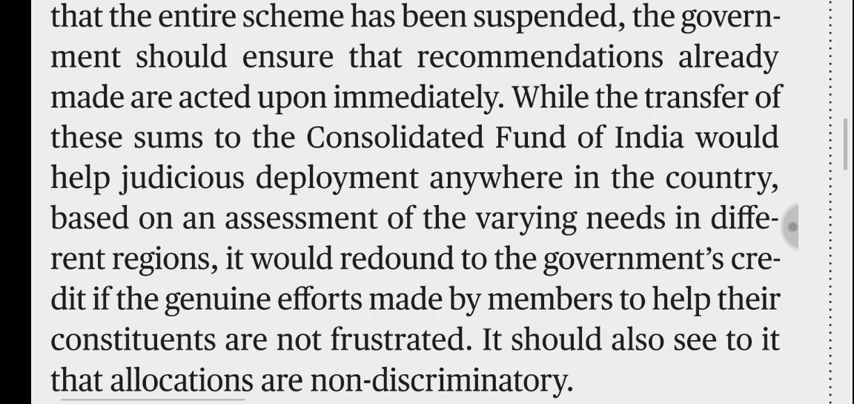 that the entire scheme has been suspended, the govern-
ment should ensure that recommendations already
made are acted upon immediately. While the transfer of
these sums to the Consolidated Fund of India would
help judicious deployment anywhere in the country,
based on an assessment of the varying needs in diffe-
rent regions, it would redound to the government’s cre-
dit if the genuine efforts made by members to help their
constituents are not frustrated. It should also see to it
that allocations are non-discriminatory.